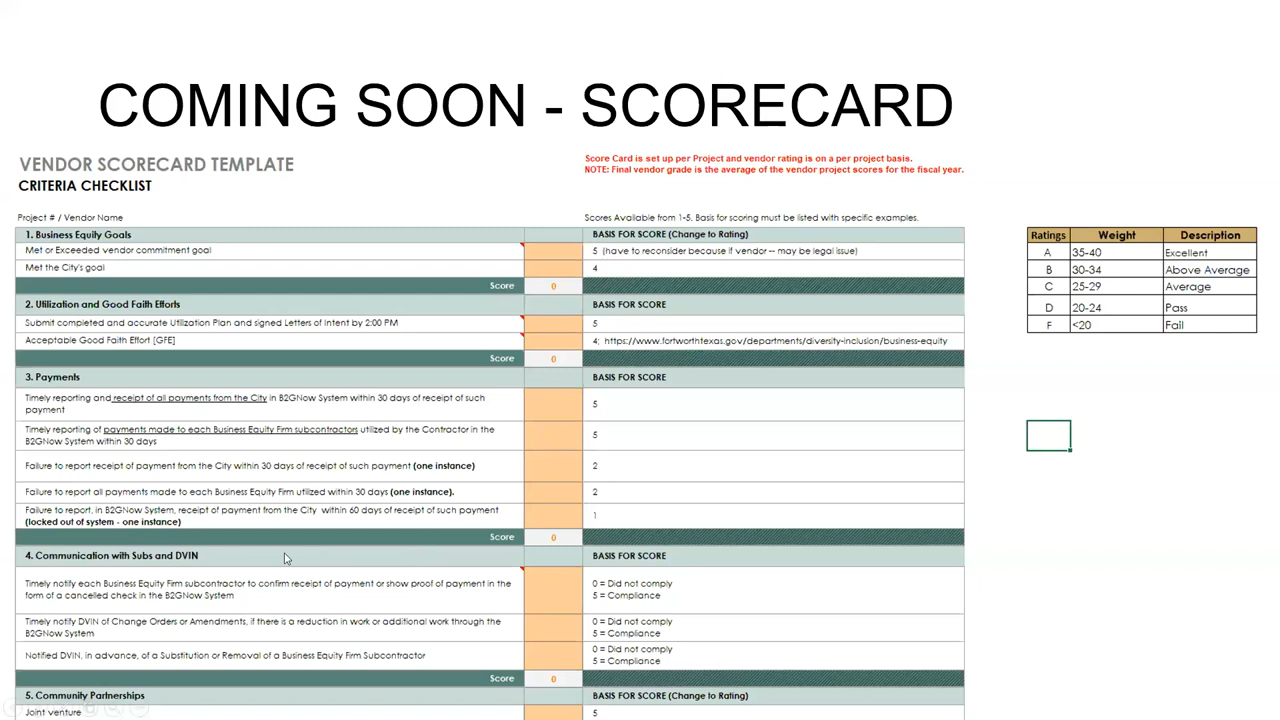 COMING SOON - SCORECARD
VENDOR SCORECARD TEMPLATE
CRITERIA CHECKLIST
Score Card is set up per Project and vendor rating is on a per project basis.
NOTE: Final vendor grade is the average of the vendor project scores for the fiscal year.
Project # / Vendor Name
Scores Available from 1-5. Basis for scoring must be listed with specific examples.
1. Business Equity Goals
BASIS FOR SCORE (Change to Rating)
Met or Exceeded vendor commitment goal
5 (have to reconsider because if vendor -- may be legal issue)
Met the City's goal
4
Score 0
2. Utilization and Good Faith Efforts
BASIS FOR SCORE
Submit completed and accurate Utilization Plan and signed Letters of Intent by 2:00 PM
5
Acceptable Good Faith Effort [GFE]
4; https://www.fortworthtexas.gov/departments/diversity-inclusion/business-equity
Score 0
3. Payments
BASIS FOR SCORE
Timely reporting and receipt of all payments from the City in B2GNow System within 30 days of receipt of such
payment
5
Timely reporting of payments made to each Business Equity Firm subcontractors utilized by the Contractor in the
B2GNow System within 30 days
5
Failure to report receipt of payment from the City within 30 days of receipt of such payment (one instance)
2
Failure to report all payments made to each Business Equity Firm utilized within 30 days (one instance).
2
Failure to report, in B2GNow System, receipt of payment from the City within 60 days of receipt of such payment
(locked out of system - one instance)
1
Score 0
4. Communication with Subs and DVIN
BASIS FOR SCORE
Timely notify each Business Equity Firm subcontractor to confirm receipt of payment or show proof of payment in the
form of a cancelled check in the B2GNow System
0 = Did not comply
5 = Compliance
Timely notify DVIN of Change Orders or Amendments, if there is a reduction in work or additional work through the
B2GNow System
0 = Did not comply
5 = Compliance
Notified DVIN, in advance, of a Substitution or Removal of a Business Equity Firm Subcontractor
0 = Did not comply
5 = Compliance
Score 0
5. Community Partnerships
BASIS FOR SCORE (Change to Rating)
Joint venture
5
Ratings Weight Description
A 35-40 Excellent
B 30-34 Above Average
C 25-29 Average
D 20-24 Pass
F <20 Fail